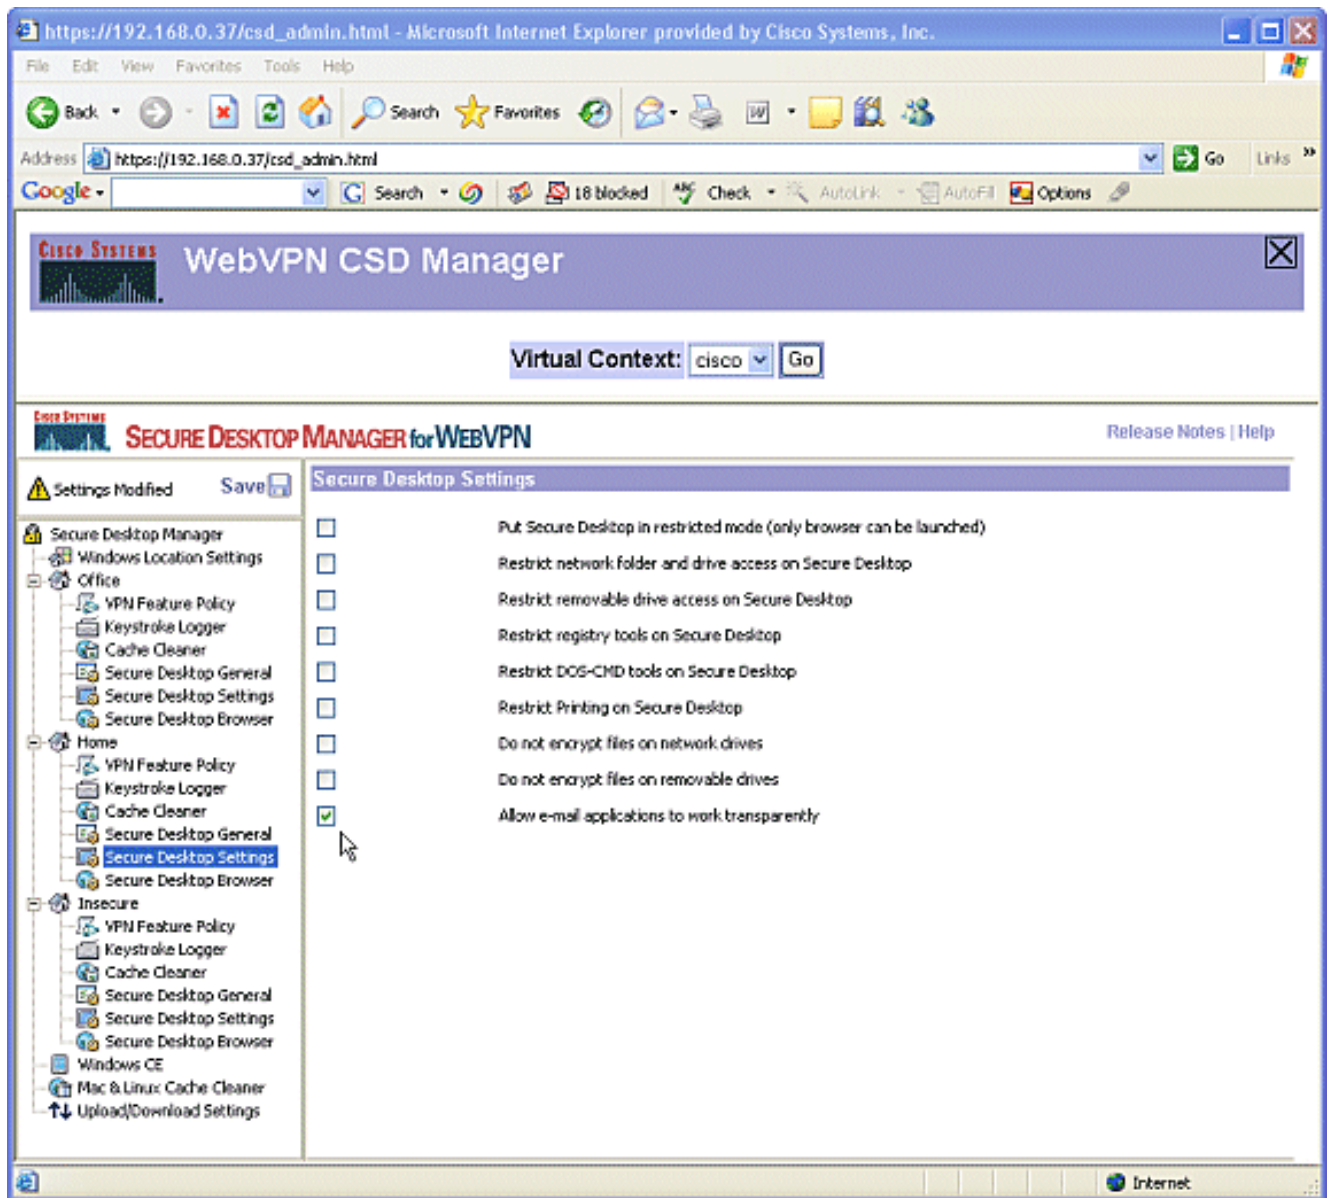 https://192.168.0.37/csd_admin.html - Microsoft Internet Explorer provided by Cisco Systems, Inc.
File Edit View Favorites Tools Help
Back Search Favorites
Address https://192.168.0.37/csd_admin.html Go Links »
Google Search 18 blocked ABC Check AutoLink AutoFill Options
CISCO SYSTEMS WebVPN CSD Manager
Virtual Context: cisco Go
CISCO SYSTEMS SECURE DESKTOP MANAGER for WEBVPN Release Notes | Help
Settings Modified Save
Secure Desktop Manager
Windows Location Settings
Office
VPN Feature Policy
Keystroke Logger
Cache Cleaner
Secure Desktop General
Secure Desktop Settings
Secure Desktop Browser
Home
VPN Feature Policy
Keystroke Logger
Cache Cleaner
Secure Desktop General
Secure Desktop Settings
Secure Desktop Browser
Insecure
VPN Feature Policy
Keystroke Logger
Cache Cleaner
Secure Desktop General
Secure Desktop Settings
Secure Desktop Browser
Windows CE
Mac & Linux Cache Cleaner
Upload/Download Settings
Secure Desktop Settings
Put Secure Desktop in restricted mode (only browser can be launched)
Restrict network folder and drive access on Secure Desktop
Restrict removable drive access on Secure Desktop
Restrict registry tools on Secure Desktop
Restrict DOS-CMD tools on Secure Desktop
Restrict Printing on Secure Desktop
Do not encrypt files on network drives
Do not encrypt files on removable drives
Allow e-mail applications to work transparently
Internet